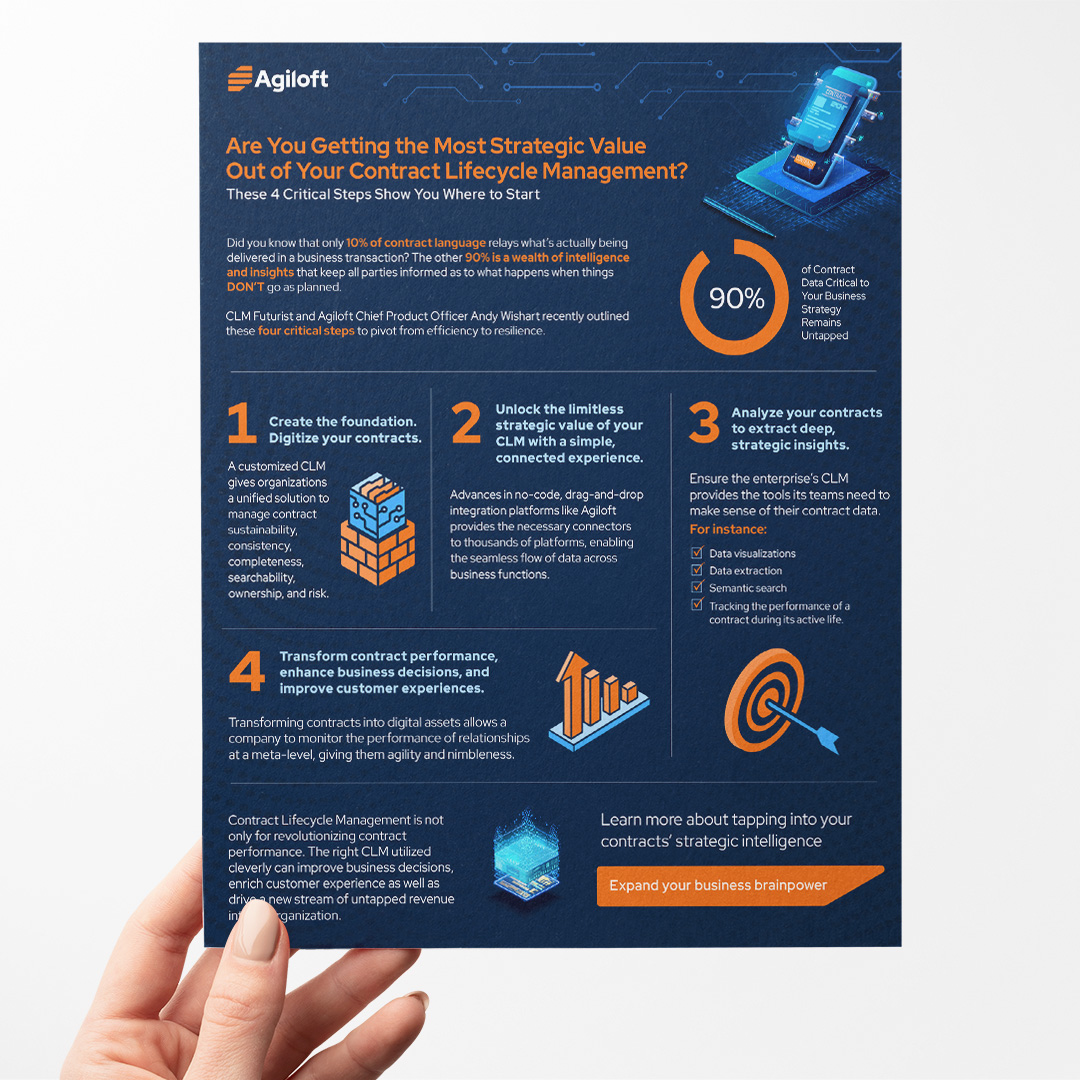 Agiloft
CONTRACT
Are You Getting the Most Strategic Value
Out of Your Contract Lifecycle Management?
These 4 Critical Steps Show You Where to Start
Did you know that only 10% of contract language relays what's actually being
delivered in a business transaction? The other 90% is a wealth of intelligence
and insights that keep all parties informed as to what happens when things
DON'T go as planned.
CLM Futurist and Agiloft Chief Product Officer Andy Wishart recently outlined
these four critical steps to pivot from efficiency to resilience.
90%
of Contract
Data Critical to
Your Business
Strategy
Remains
Untapped
1
Create the foundation.
Digitize your contracts.
A customized CLM
gives organizations
a unified solution to
manage contract
sustainability,
consistency,
completeness,
searchability,
ownership, and risk.
2
Unlock the limitless
strategic value of your
CLM with a simple,
connected experience.
Advances in no-code, drag-and-drop
integration platforms like Agiloft
provides the necessary connectors
to thousands of platforms, enabling
the seamless flow of data across
business functions.
3
Analyze your contracts
to extract deep,
strategic insights.
Ensure the enterprise's CLM
provides the tools its teams need to
make sense of their contract data.
For instance:
Data visualizations
Data extraction
Semantic search
Tracking the performance of a
contract during its active life.
4
Transform contract performance,
enhance business decisions, and
improve customer experiences.
Transforming contracts into digital assets allows a
company to monitor the performance of relationships
at a meta-level, giving them agility and nimbleness.
Contract Lifecycle Management is not
only for revolutionizing contract
performance. The right CLM utilized
cleverly can improve business decisions,
enrich customer experience as well as
drive a new stream of untapped revenue
organization.
Learn more about tapping into your
contracts' strategic intelligence
Expand your business brainpower